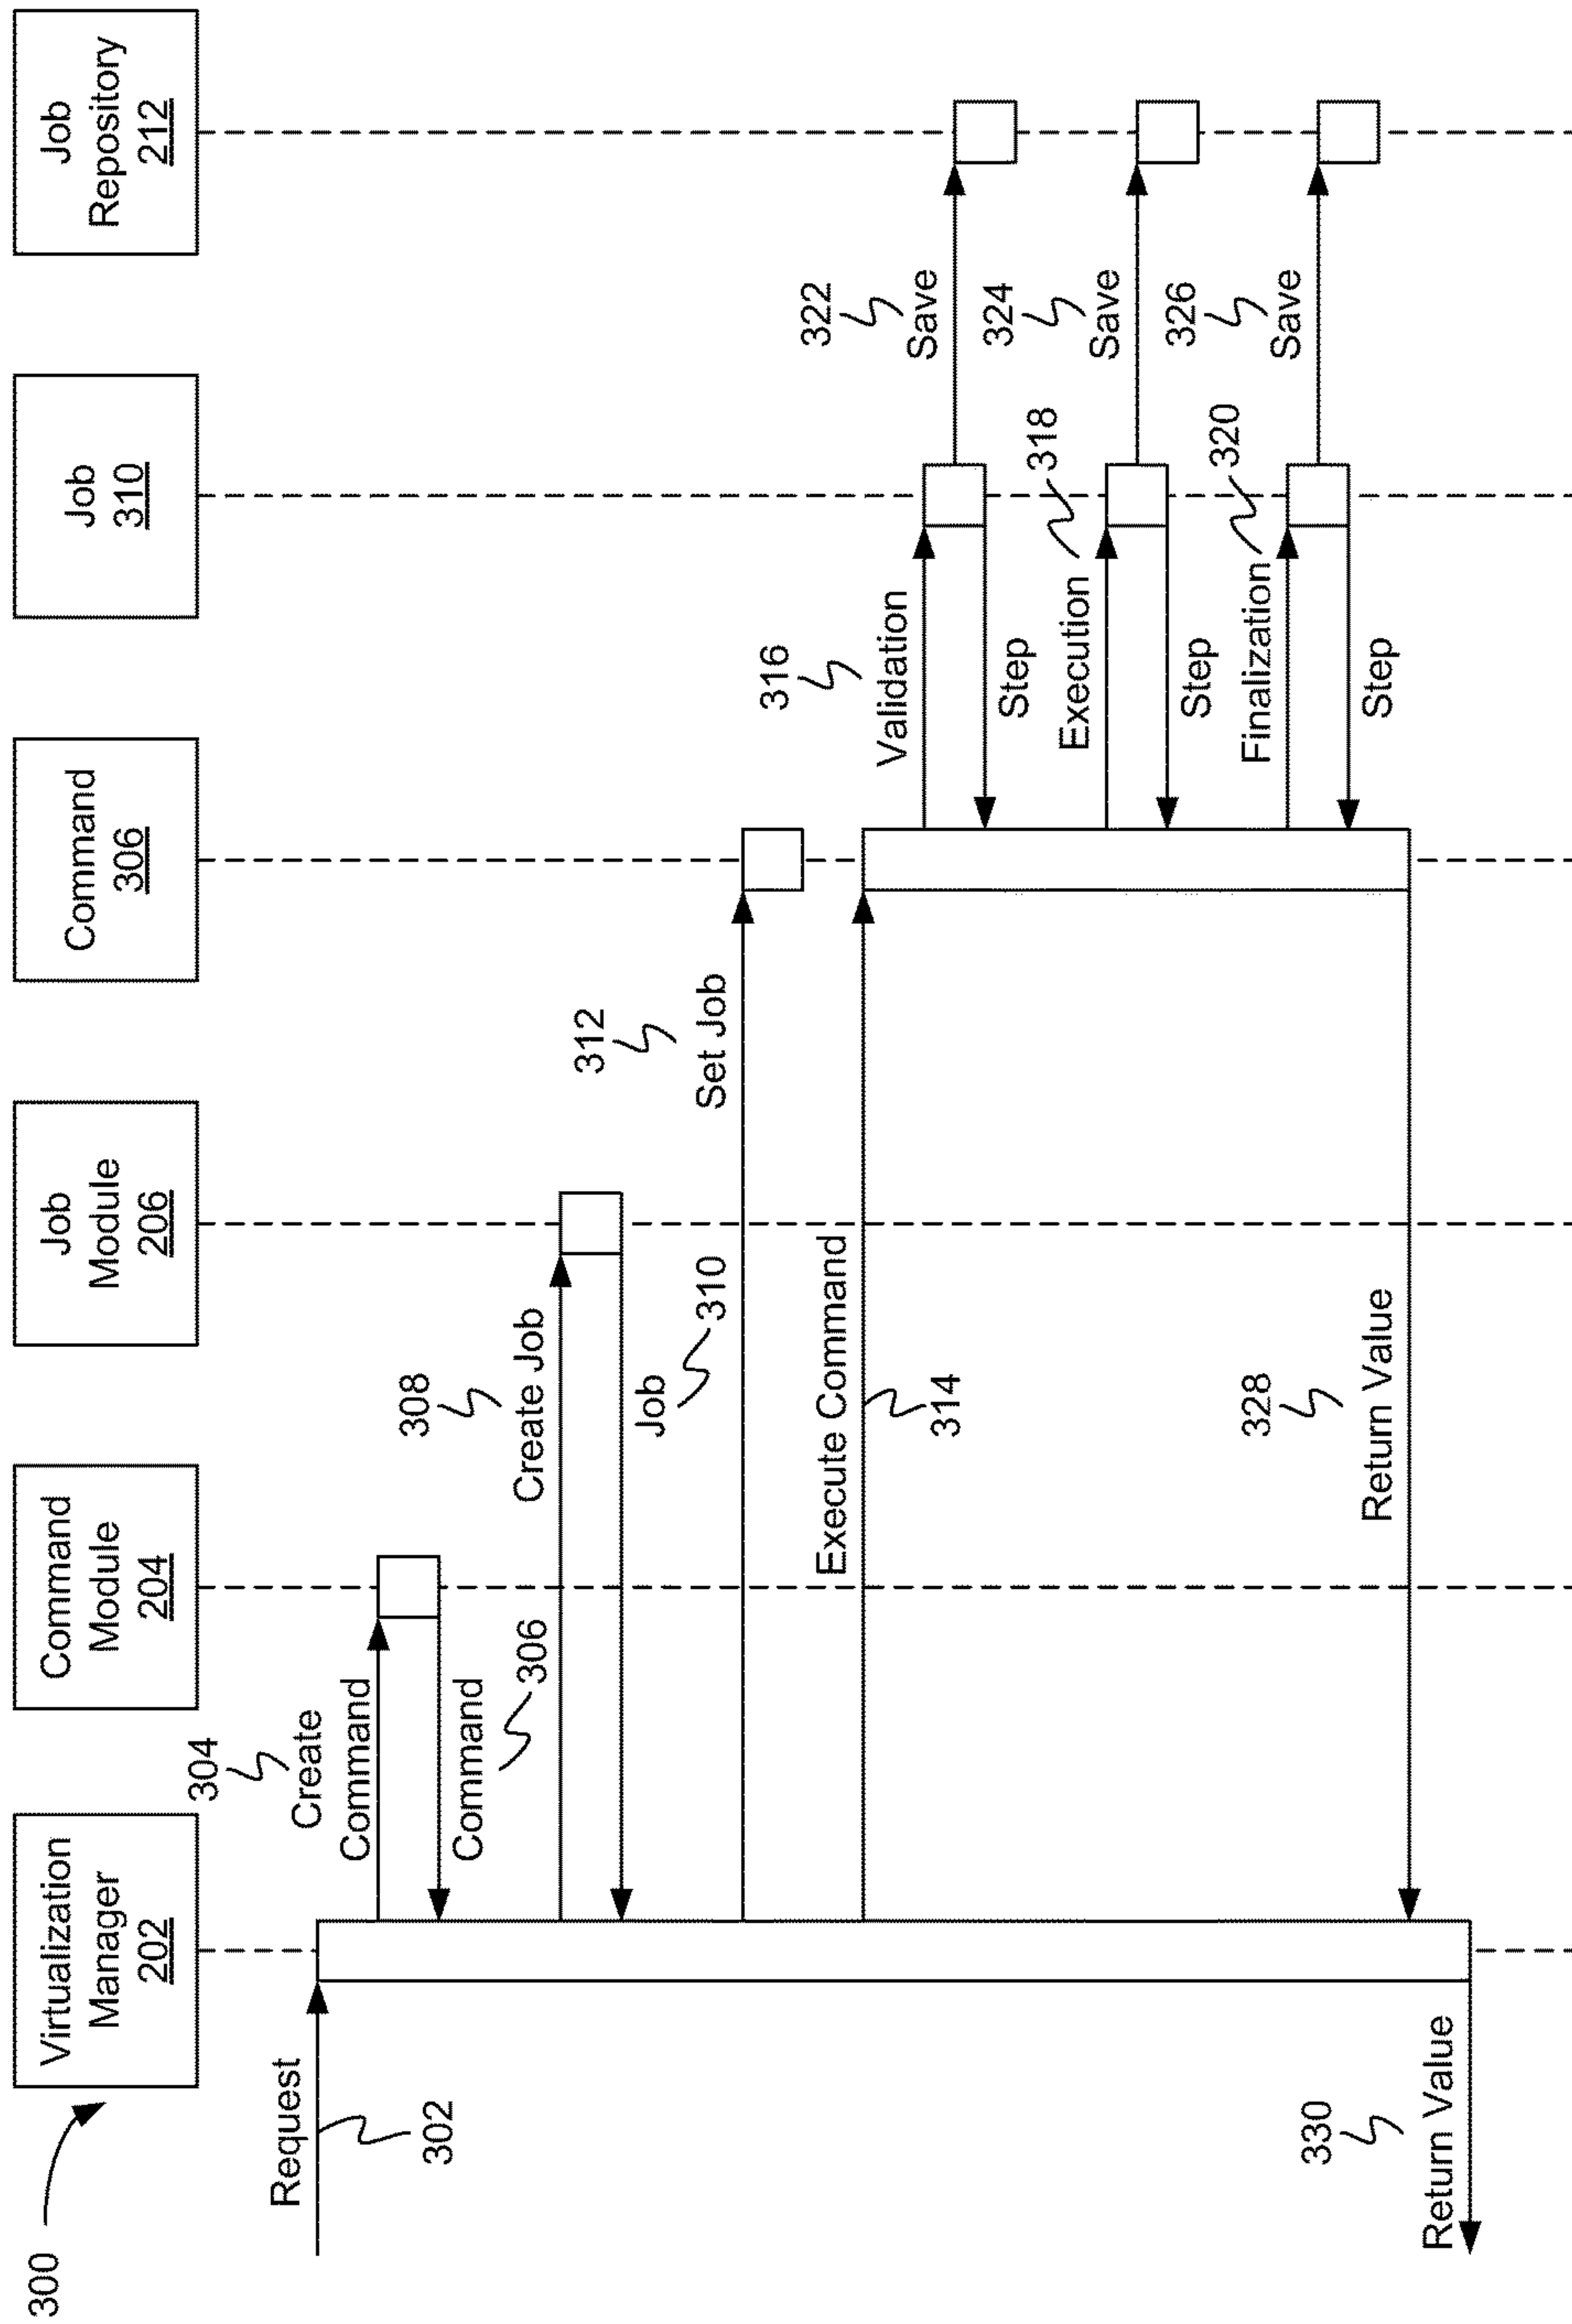 300
Virtualization
Manager
202
Command
Module
204
Job
Module
206
Command
306
Job
310
Job
Repository
212
Request
302
304
Create
Command
Command
306
308
Create Job
Job
310
312
Set Job
Execute Command
314
316
Validation
Step
322
Save
Execution
318
Step
324
Save
Finalization
320
Step
326
Save
328
Return Value
330
Return Value